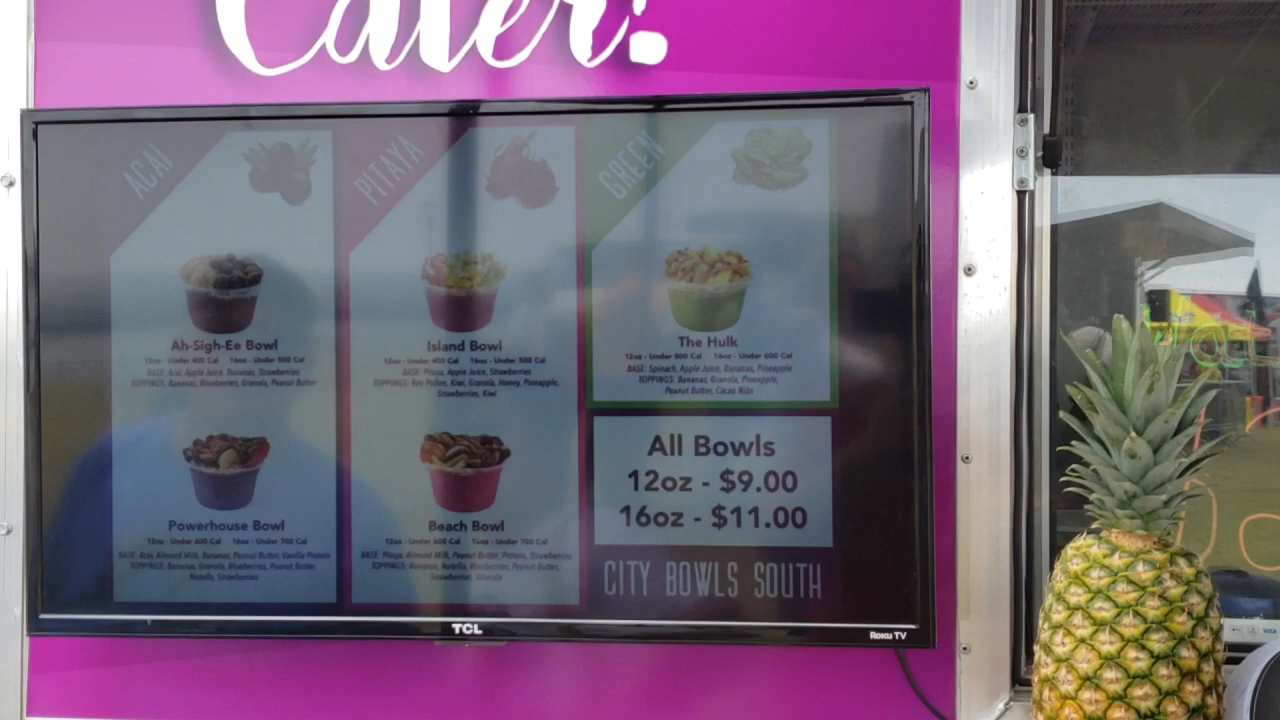 Cater!
ACAI
Ah-Sigh-Ee Bowl
12oz - Under 400 Cal 16oz - Under 500 Cal
BASE: Acai, Apple Juice, Bananas, Strawberries
TOPPINGS: Bananas, Blueberries, Granola, Peanut Butter
Powerhouse Bowl
12oz - Under 600 Cal 16oz - Under 700 Cal
BASE: Acai, Almond Milk, Bananas, Peanut Butter, Vanilla Protein
TOPPINGS: Bananas, Granola, Blueberries, Peanut Butter,
Nutella, Strawberries
PITAYA
Island Bowl
12oz - Under 400 Cal 16oz - Under 500 Cal
BASE: Pitaya, Apple Juice, Strawberries
TOPPINGS: Bee Pollen, Kiwi, Granola, Honey, Pineapple,
Strawberries, Kiwi
Beach Bowl
12oz - Under 600 Cal 16oz - Under 700 Cal
BASE: Pitaya, Almond Milk, Peanut Butter, Protein, Strawberries
TOPPINGS: Bananas, Nutella, Blueberries, Peanut Butter,
Strawberries, Granola
GREEN
The Hulk
12oz - Under 500 Cal 16oz - Under 600 Cal
BASE: Spinach, Apple Juice, Bananas, Pineapple
TOPPINGS: Bananas, Granola, Pineapple,
Peanut Butter, Cacao Nibs
All Bowls
12oz - $9.00
16oz - $11.00
CITY BOWLS SOUTH
TCL
Roku TV
VISA